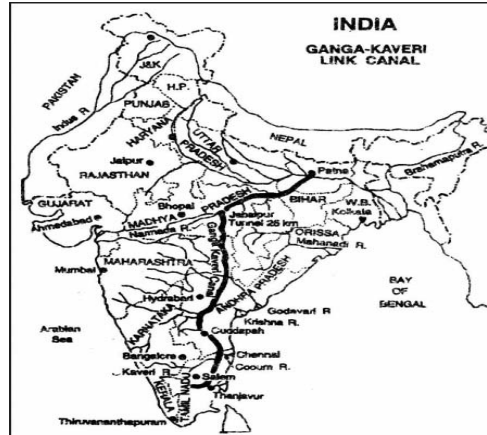 INDIA
GANGA-KAVERI
LINK CANAL
J&K
PAKISTAN
Indus R.
H.P.
PUNJAB
HARYANA
UTTAR
PRADESH
NEPAL
Jaipur
RAJASTHAN
Patna
BIHAR
Brahamaputra R.
GUJARAT
Ahmedabad
Bhopal
MADHYA
PRADESH
Narmada R.
Jabalpur
Tunnel 25 km
W.B.
Kolkata
ORISSA
Mahanadi R.
Mumbai
MAHARASHTRA
Ganga Kaveri Canal
Hydrabad
ANDHRA PRADESH
BAY
OF
BENGAL
Godavari R
Krishna R.
Arabian
Sea
KARNATAKA
Cuddapah
Bangalore
Chennai
Cooum R.
Kaveri R.
Salem
KERALA
TAMIL NADU
Thanjavur
Thiruvananthapuram